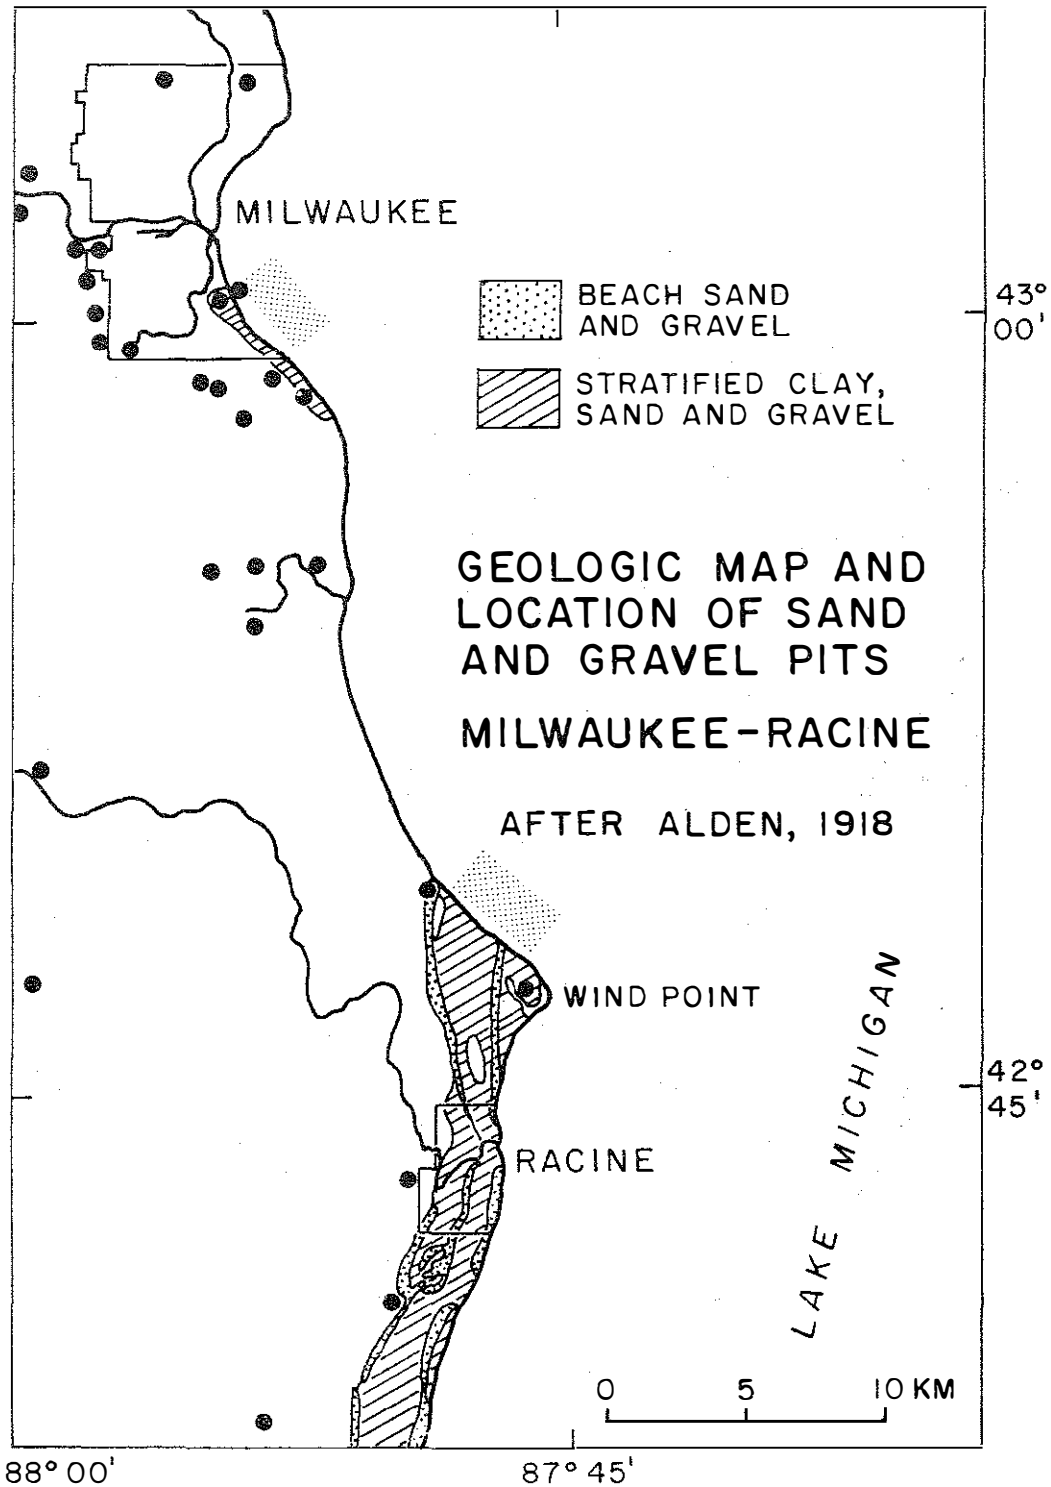 MILWAUKEE
BEACH SAND
AND GRAVEL
43°
00'
STRATIFIED CLAY,
SAND AND GRAVEL
GEOLOGIC MAP AND
LOCATION OF SAND
AND GRAVEL PITS
MILWAUKEE-RACINE
AFTER ALDEN, 1918
WIND POINT
LAKE MICHIGAN
42°
45'
RACINE
0 5 10 KM
88°00' 87°45'